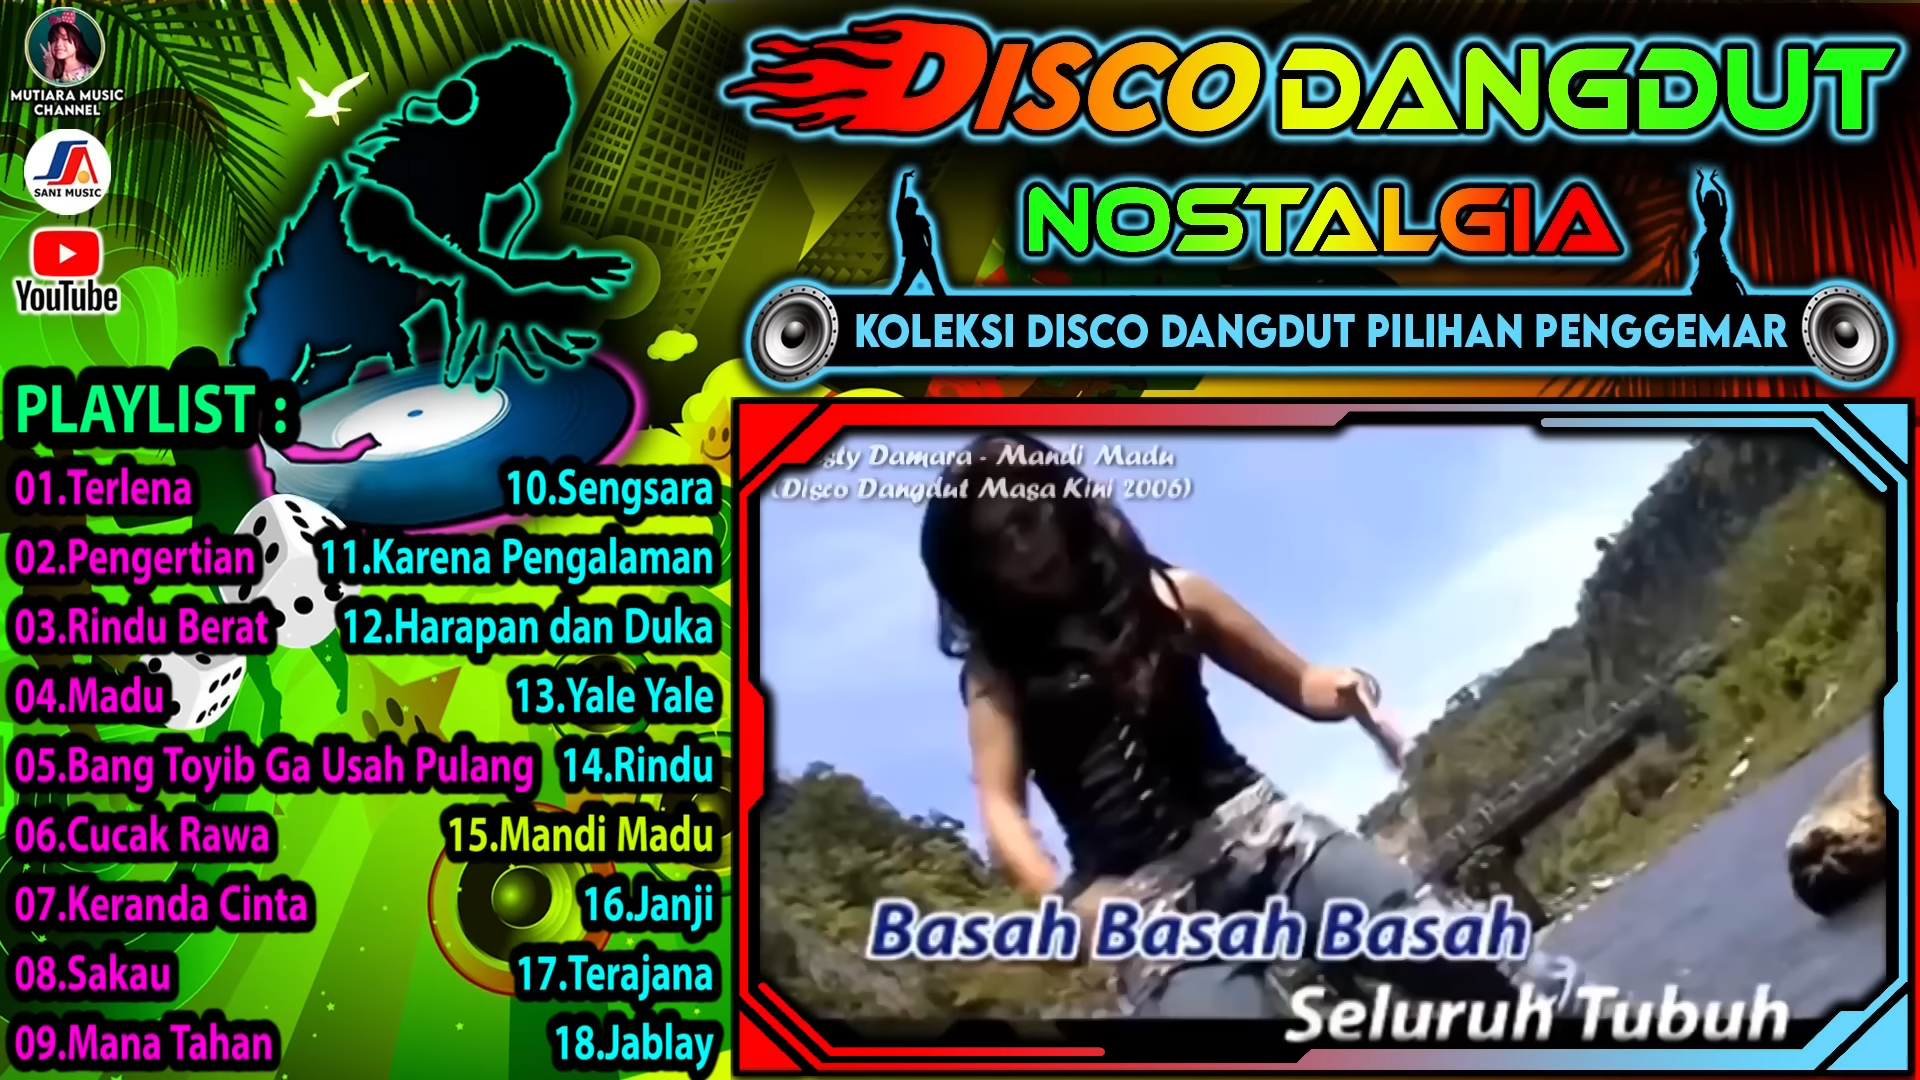 MUTIARA MUSIC
CHANNEL
SANI MUSIC
YouTube
DISCO DANGDUT
NOSTALGIA
KOLEKSI DISCO DANGDUT PILIHAN PENGGEMAR
PLAYLIST :
01.Terlena
02.Pengertian
03.Rindu Berat
04.Madu
05.Bang Toyib Ga Usah Pulang
06.Cucak Rawa
07.Keranda Cinta
08.Sakau
09.Mana Tahan
10.Sengsara
11.Karena Pengalaman
12.Harapan dan Duka
13.Yale Yale
14.Rindu
15.Mandi Madu
16.Janji
17.Terajana
18.Jablay
Damara - Mandi Madu
(Disco Dangdut Masa Kini 2006)
Basah Basah Basah
Seluruh Tubuh